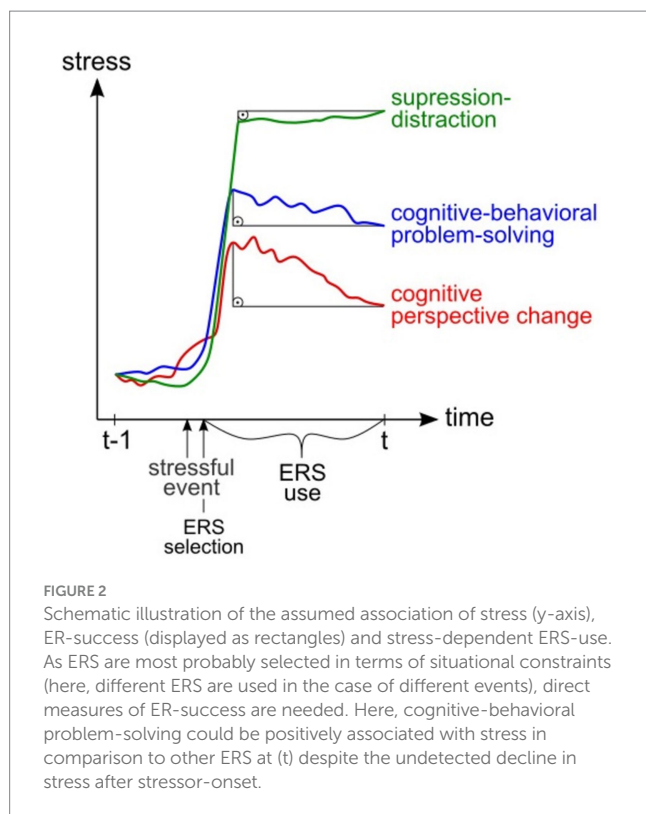 stress
supression-
distraction
cognitive-behavioral
problem-solving
cognitive
perspective change
time
t-1
t
stressful
event
ERS
use
ERS
selection
FIGURE 2
Schematic illustration of the assumed association of stress (y-axis),
ER-success (displayed as rectangles) and stress-dependent ERS-use.
As ERS are most probably selected in terms of situational constraints
(here, different ERS are used in the case of different events), direct
measures of ER-success are needed. Here, cognitive-behavioral
problem-solving could be positively associated with stress in
comparison to other ERS at (t) despite the undetected decline in
stress after stressor-onset.